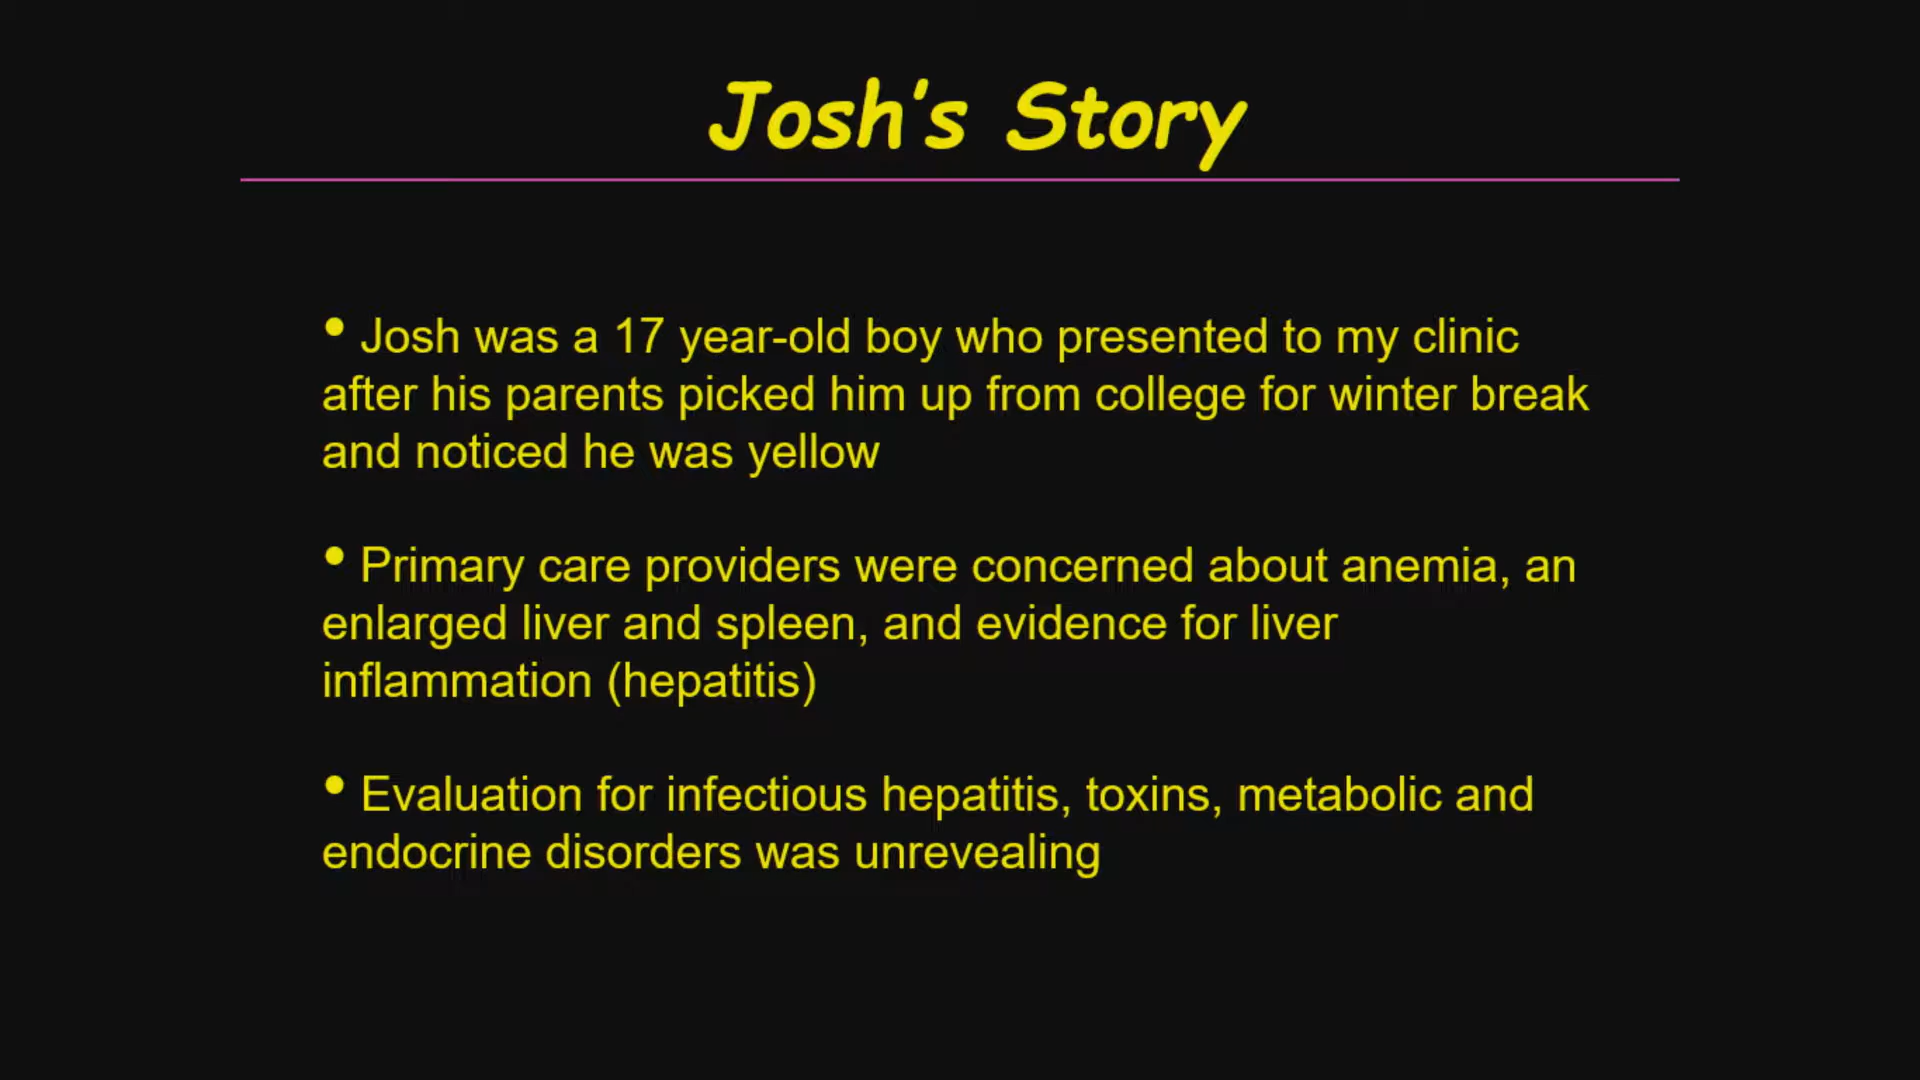 Josh's Story
• Josh was a 17 year-old boy who presented to my clinic
after his parents picked him up from college for winter break
and noticed he was yellow
• Primary care providers were concerned about anemia, an
enlarged liver and spleen, and evidence for liver
inflammation (hepatitis)
• Evaluation for infectious hepatitis, toxins, metabolic and
endocrine disorders was unrevealing